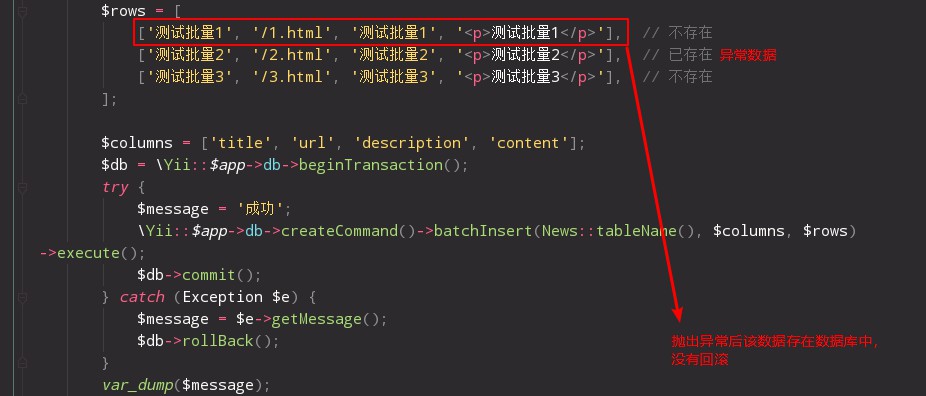 $rows = [
['测试批量1', '/1.html', '测试批量1', '<p>测试批量1</p>'], // 不存在
['测试批量2', '/2.html', '测试批量2', '<p>测试批量2</p>'], // 已存在 异常数据
['测试批量3', '/3.html', '测试批量3', '<p>测试批量3</p>'], // 不存在
];
$columns = ['title', 'url', 'description', 'content'];
$db = \Yii::$app->db->beginTransaction();
try {
$message = '成功';
\Yii::$app->db->createCommand()->batchInsert(News::tableName(), $columns, $rows)
->execute();
$db->commit();
} catch (Exception $e) {
$message = $e->getMessage();
$db->rollBack();
}
var_dump($message);
抛出异常后该数据存在数据库中，
没有回滚